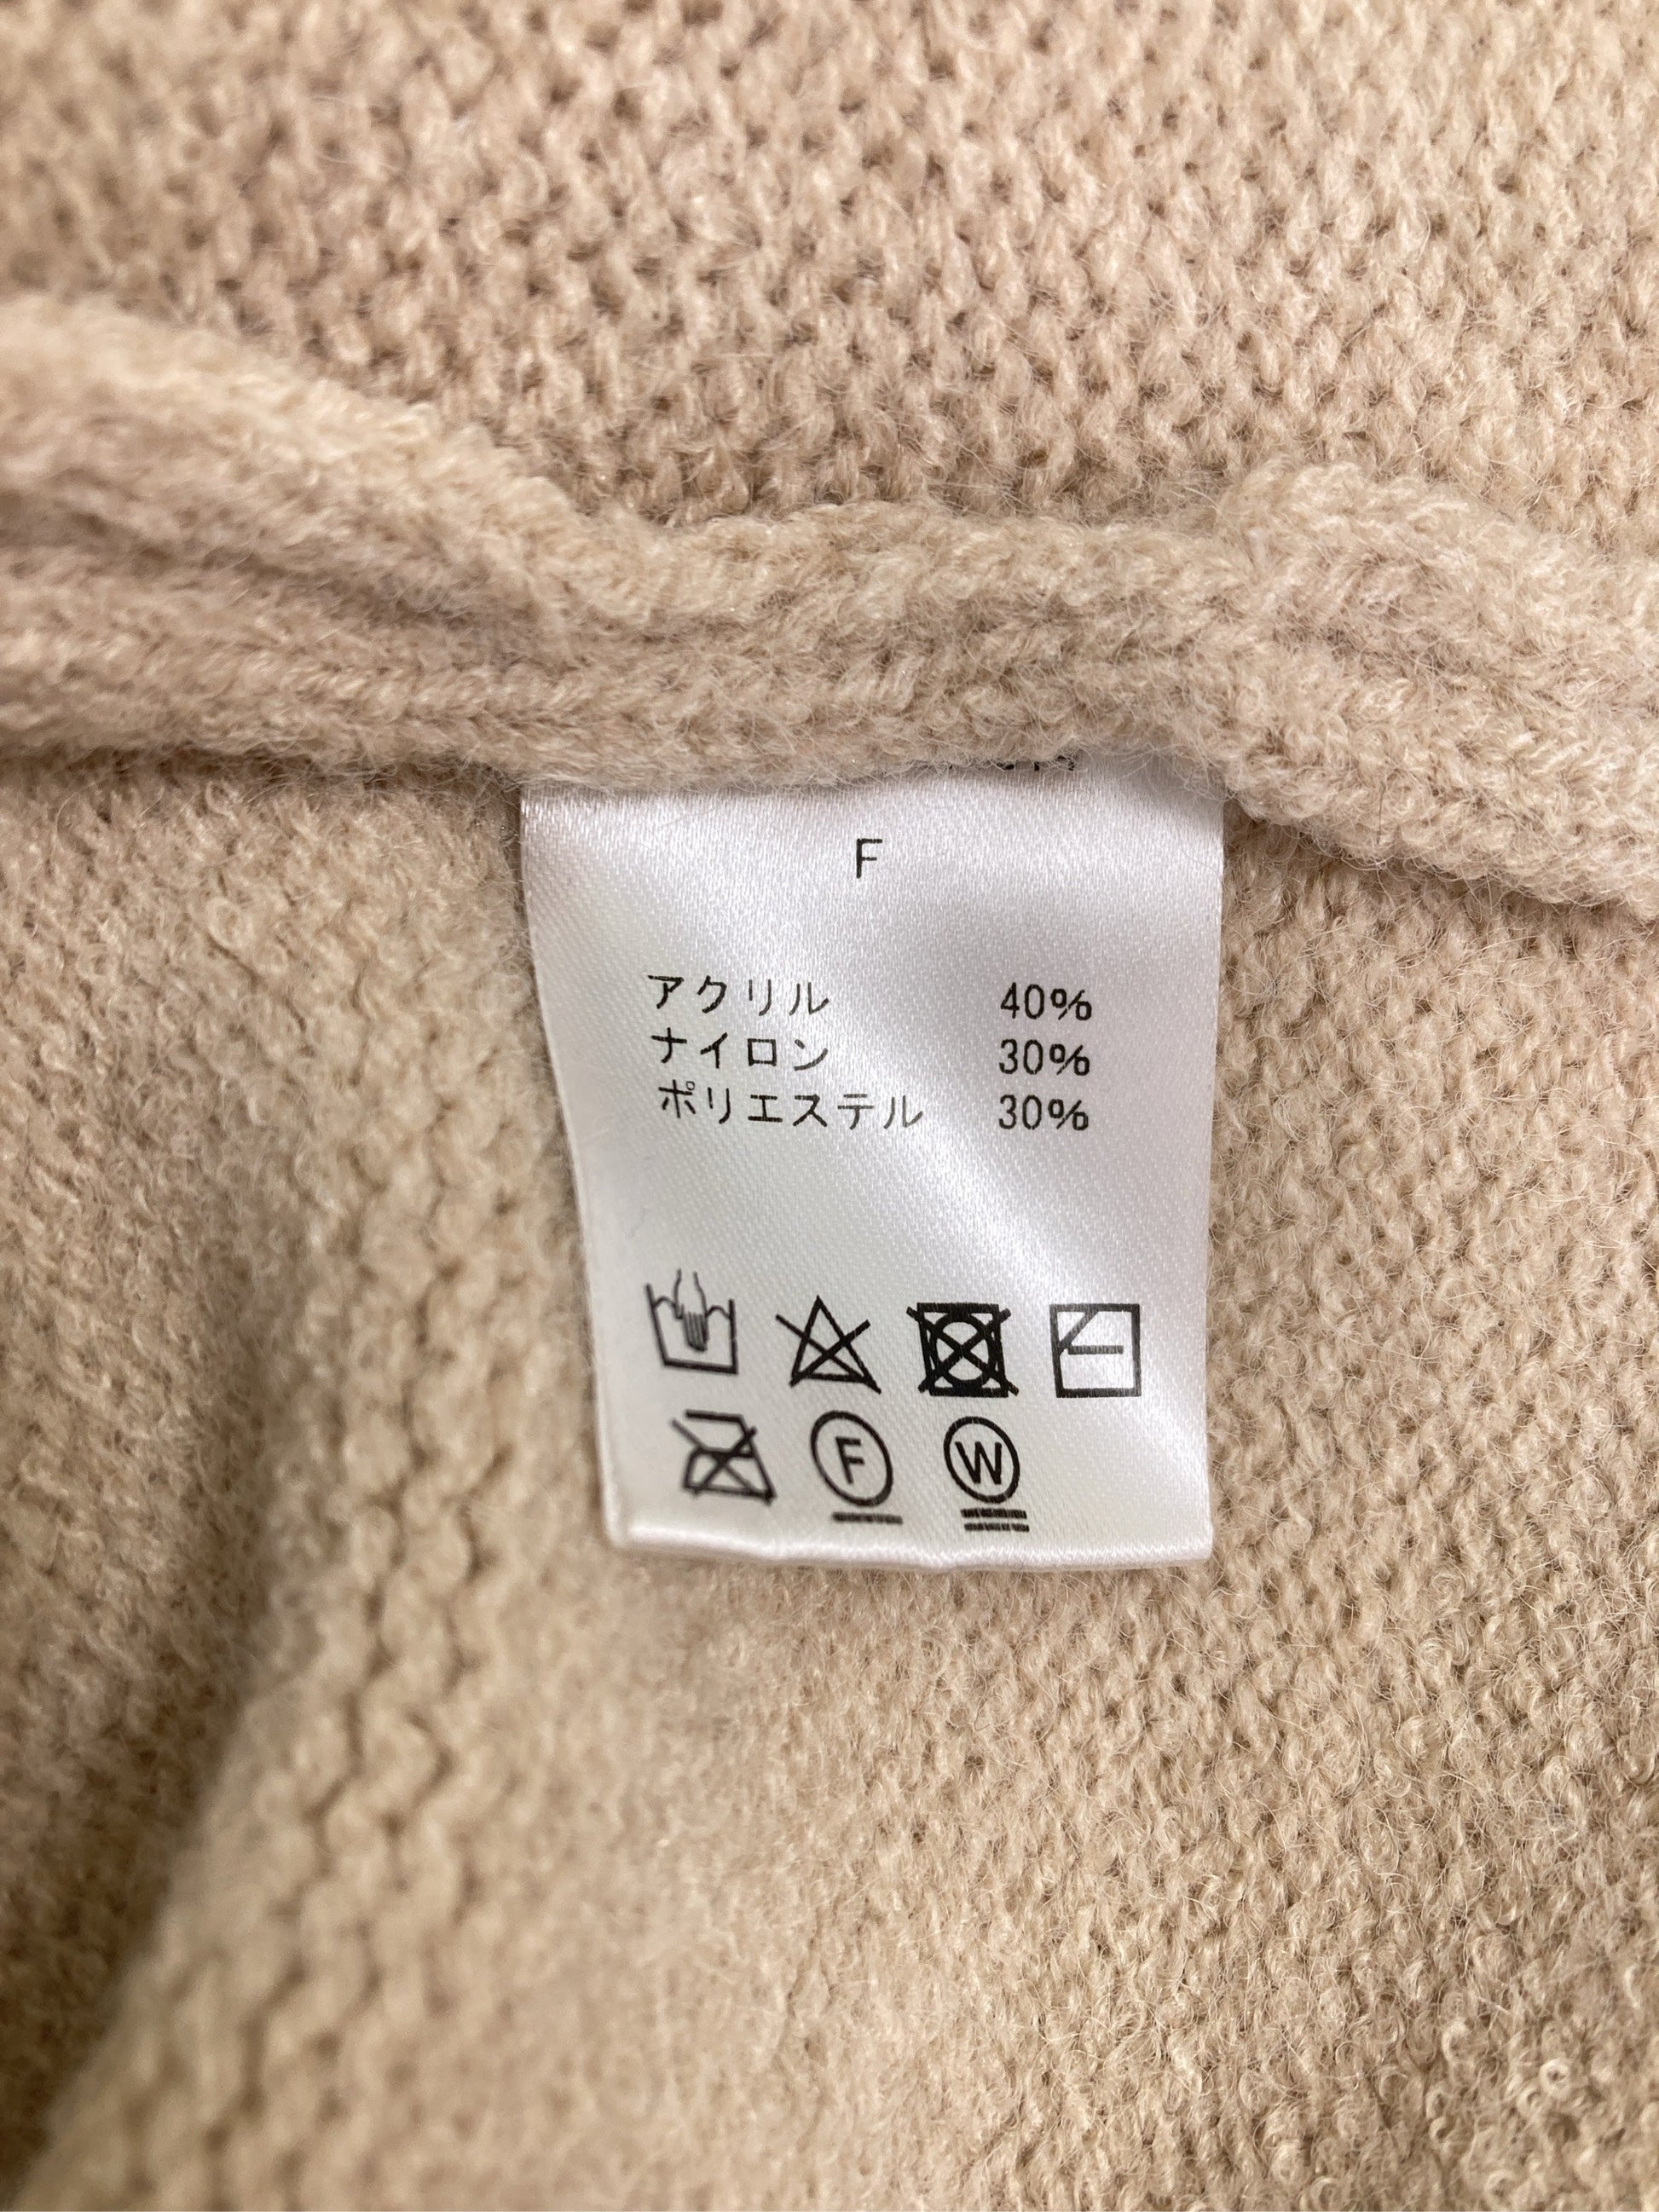 F
アクリル 40%
ナイロン 30%
ポリエステル 30%
F W